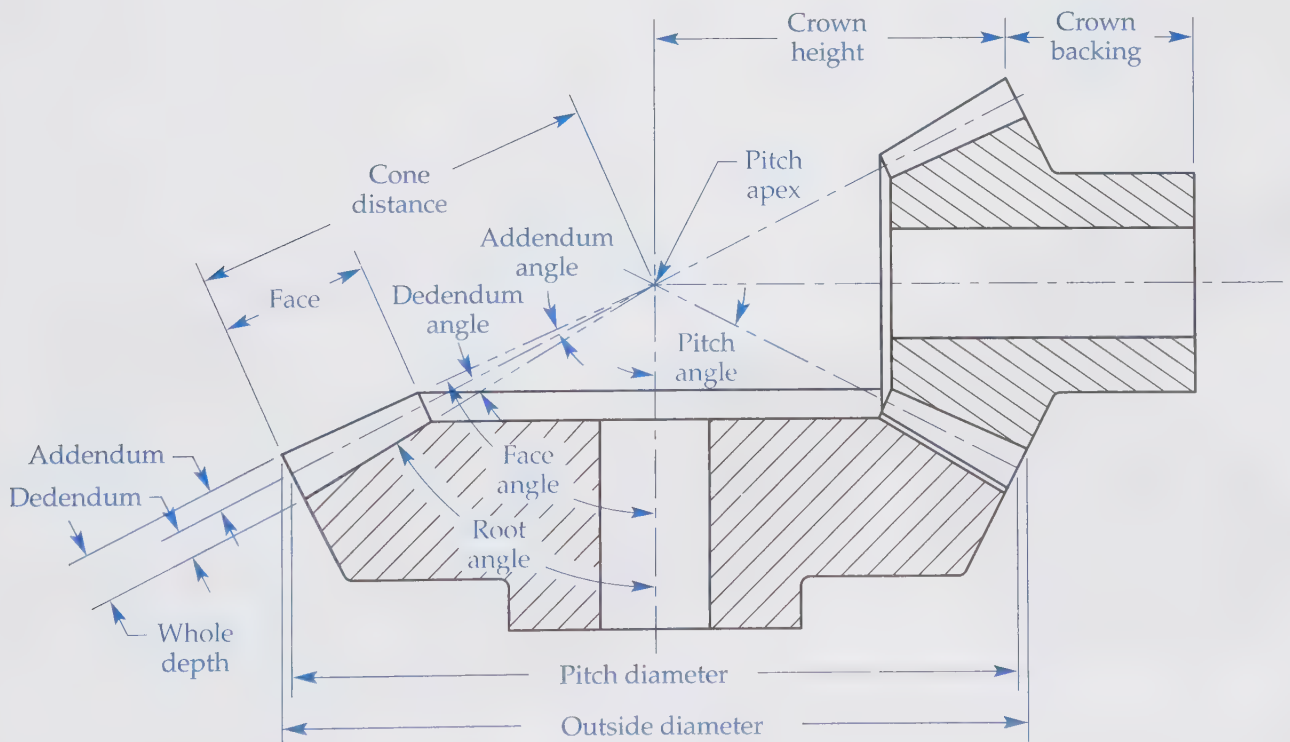 Crown
height
Crown
backing
Cone
distance
Pitch
apex
Addendum
angle
Face
Dedendum
angle
Pitch
angle
Addendum
Dedendum
Face
angle
Root
angle
Whole
depth
Pitch diameter
Outside diameter